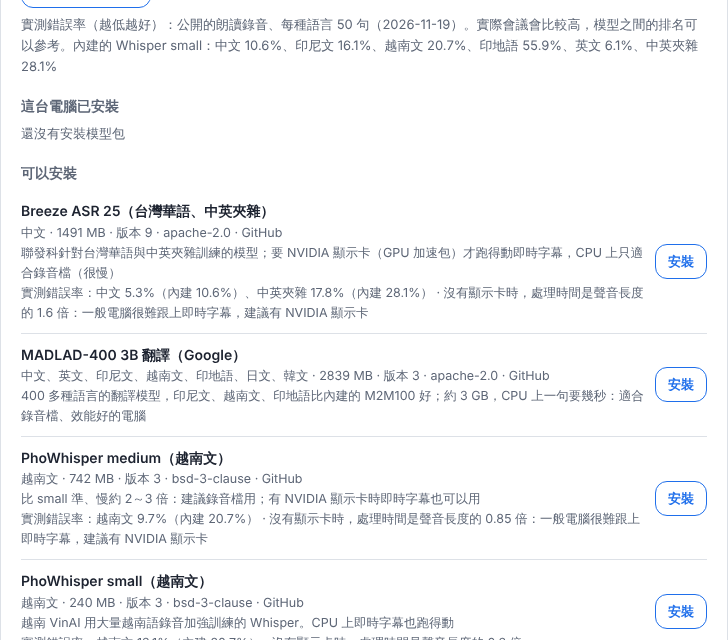 實測錯誤率（越低越好）：公開的朗讀錄音、每種語言 50 句（2026-11-19）。實際會議會比較高，模型之間的排名可
以參考。內建的 Whisper small：中文 10.6%、印尼文 16.1%、越南文 20.7%、印地語 55.9%、英文 6.1%、中英夾雜
28.1%
這台電腦已安裝
還沒有安裝模型包
可以安裝
Breeze ASR 25（台灣華語、中英夾雜）
中文 · 1491 MB · 版本 9 · apache-2.0 · GitHub
聯發科針對台灣華語與中英夾雜訓練的模型；要 NVIDIA 顯示卡（GPU 加速包）才跑得動即時字幕，CPU 上只適
合錄音檔（很慢）
實測錯誤率：中文 5.3%（內建 10.6%）、中英夾雜 17.8%（內建 28.1%） · 沒有顯示卡時，處理時間是聲音長度
的 1.6 倍：一般電腦很難跟上即時字幕，建議有 NVIDIA 顯示卡
安裝
MADLAD-400 3B 翻譯（Google）
中文、英文、印尼文、越南文、印地語、日文、韓文 · 2839 MB · 版本 3 · apache-2.0 · GitHub
400 多種語言的翻譯模型，印尼文、越南文、印地語比內建的 M2M100 好；約 3 GB，CPU 上一句要幾秒：適合
錄音檔、效能好的電腦
安裝
PhoWhisper medium（越南文）
越南文 · 742 MB · 版本 3 · bsd-3-clause · GitHub
比 small 準、慢約 2～3 倍：建議錄音檔用；有 NVIDIA 顯示卡時即時字幕也可以用
實測錯誤率：越南文 9.7%（內建 20.7%） · 沒有顯示卡時，處理時間是聲音長度的 0.85 倍：一般電腦很難跟上
即時字幕，建議有 NVIDIA 顯示卡
安裝
PhoWhisper small（越南文）
越南文 · 240 MB · 版本 3 · bsd-3-clause · GitHub
越南 VinAI 用大量越南語錄音加強訓練的 Whisper。CPU 上即時字幕也跑得動
安裝